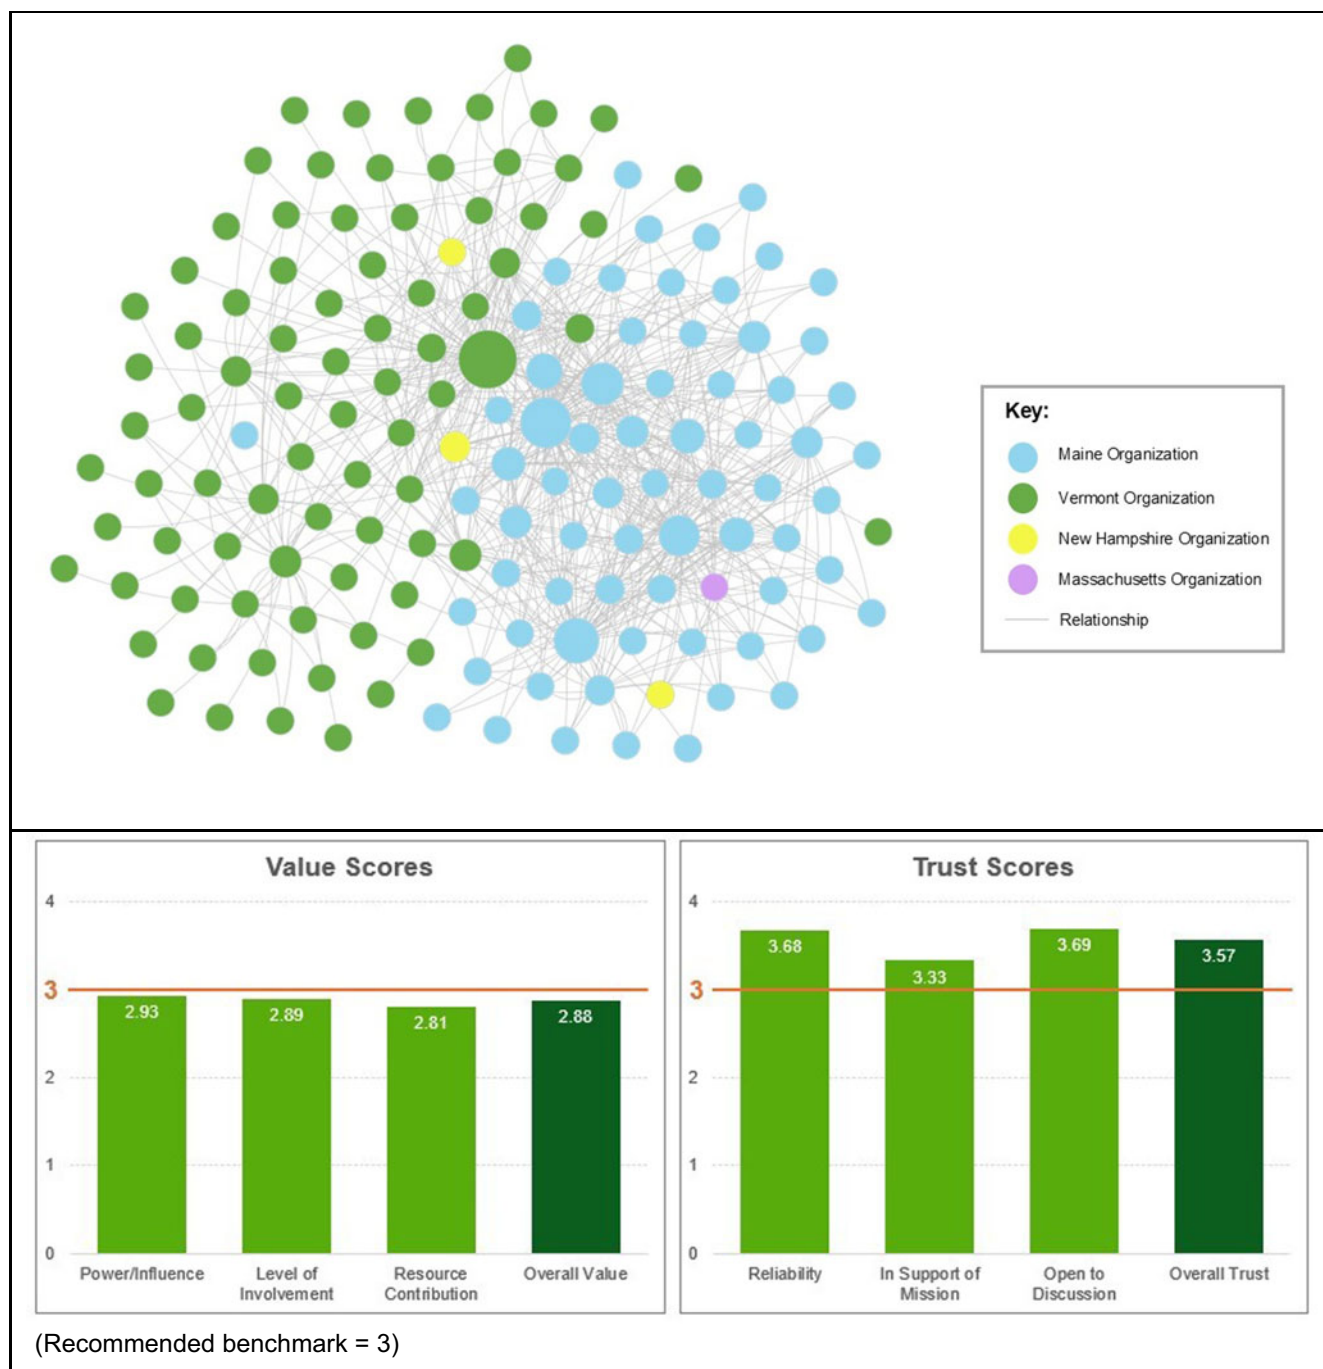 Key:
Maine Organization
Vermont Organization
New Hampshire Organization
Massachusetts Organization
Relationship
Value Scores
4
3
2
1
0
2.93
2.89
2.81
2.88
Power/Influence
Level of
Involvement
Resource
Contribution
Overall Value
Trust Scores
4
3
2
1
0
3.68
3.33
3.69
3.57
Reliability
In Support of
Mission
Open to
Discussion
Overall Trust
(Recommended benchmark = 3)